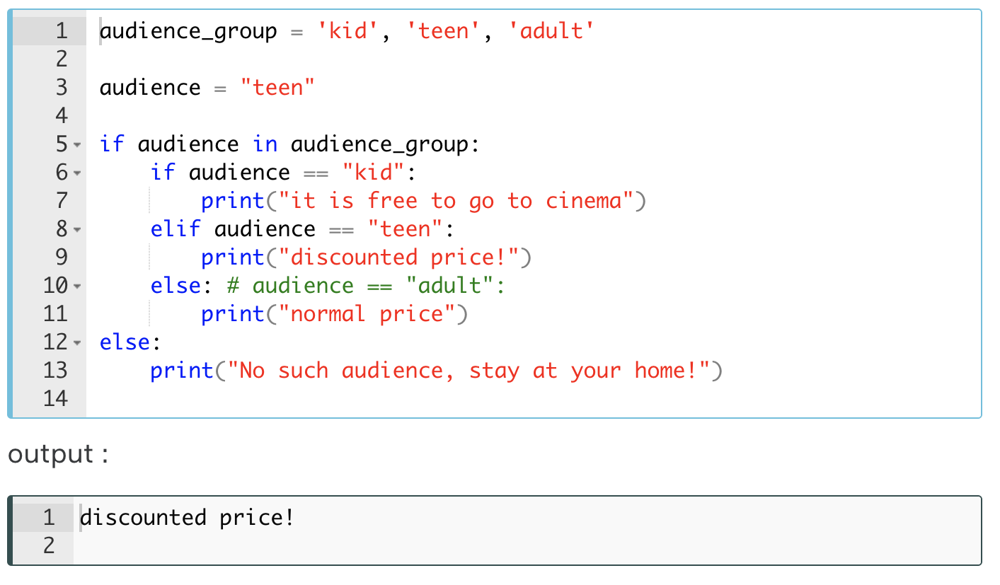 1 audience_group = 'kid', 'teen', 'adult'
2
3 audience = "teen"
4
5 if audience in audience_group:
6     if audience == "kid":
7         print("it is free to go to cinema")
8     elif audience == "teen":
9         print("discounted price!")
10     else: # audience == "adult":
11         print("normal price")
12 else:
13     print("No such audience, stay at your home!")
14
output :
1 discounted price!
2